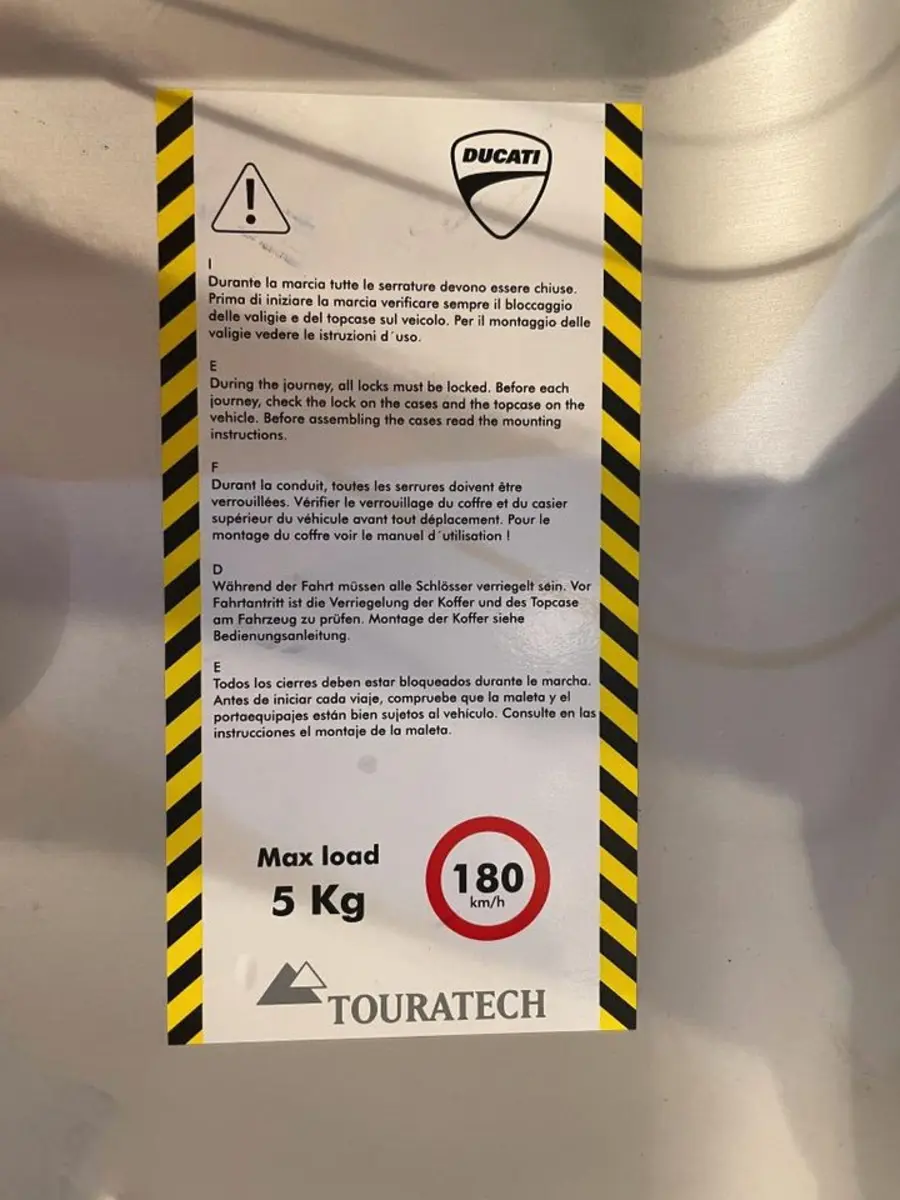 DUCATI
I
Durante la marcia tutte le serrature devono essere chiuse.
Prima di iniziare la marcia verificare sempre il bloccaggio
delle valigie e del topcase sul veicolo. Per il montaggio delle
valigie vedere le istruzioni d´uso.
E
During the journey, all locks must be locked. Before each
journey, check the lock on the cases and the topcase on the
vehicle. Before assembling the cases read the mounting
instructions.
F
Durant la conduit, toutes les serrures doivent être
verrouillées. Vérifier le verrouillage du coffre et du casier
supérieur du véhicule avant tout déplacement. Pour le
montage du coffre voir le manuel d´utilisation !
D
Während der Fahrt müssen alle Schlösser verriegelt sein. Vor
Fahrtantritt ist die Verriegelung der Koffer und des Topcase
am Fahrzeug zu prüfen. Montage der Koffer siehe
Bedienungsanleitung.
E
Todos los cierres deben estar bloqueados durante le marcha.
Antes de iniciar cada viaje, compruebe que la maleta y el
portaequipajes están bien sujetos al vehículo. Consulte en las
instrucciones el montaje de la maleta.
Max load
5 Kg
180
km/h
TOURATECH